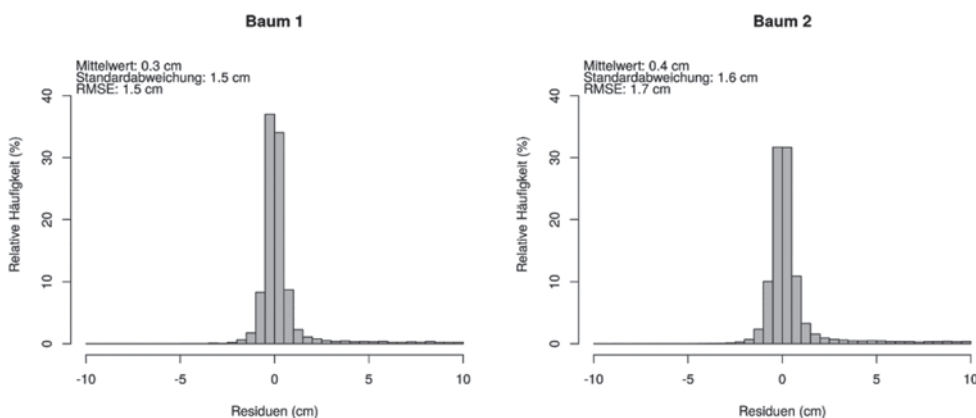 Baum 1
Mittelwert: 0.3 cm
Standardabweichung: 1.5 cm
RMSE: 1.5 cm
40
30
20
10
0
Relative Häufigkeit (%)
-10 -5 0 5 10
Residuen (cm)
Baum 2
Mittelwert: 0.4 cm
Standardabweichung: 1.6 cm
RMSE: 1.7 cm
40
30
20
10
0
Relative Häufigkeit (%)
-10 -5 0 5 10
Residuen (cm)